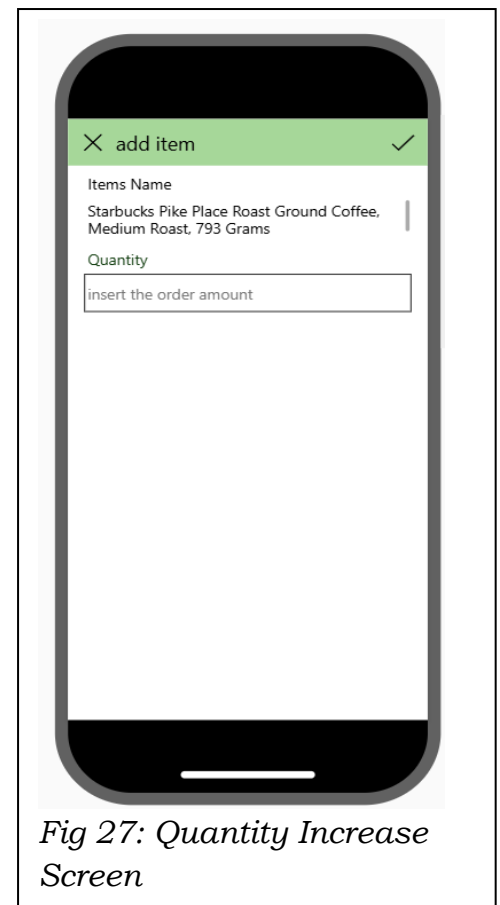 add item
Items Name
Starbucks Pike Place Roast Ground Coffee,
Medium Roast, 793 Grams
Quantity
insert the order amount
Fig 27: Quantity Increase
Screen